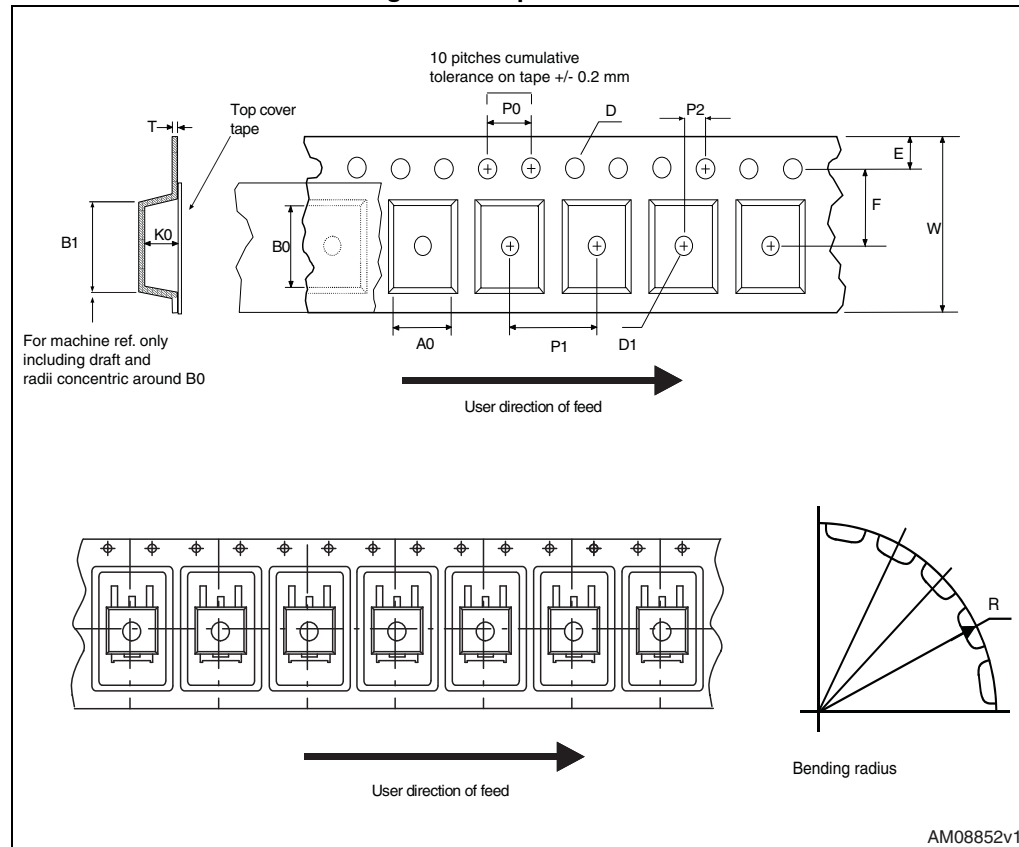 10 pitches cumulative
tolerance on tape +/- 0.2 mm
Top cover
tape
T
P0
D
P2
E
F
W
K0
B1
B0
For machine ref. only
including draft and
radii concentric around B0
A0
P1
D1
User direction of feed
R
Bending radius
User direction of feed
AM08852v1